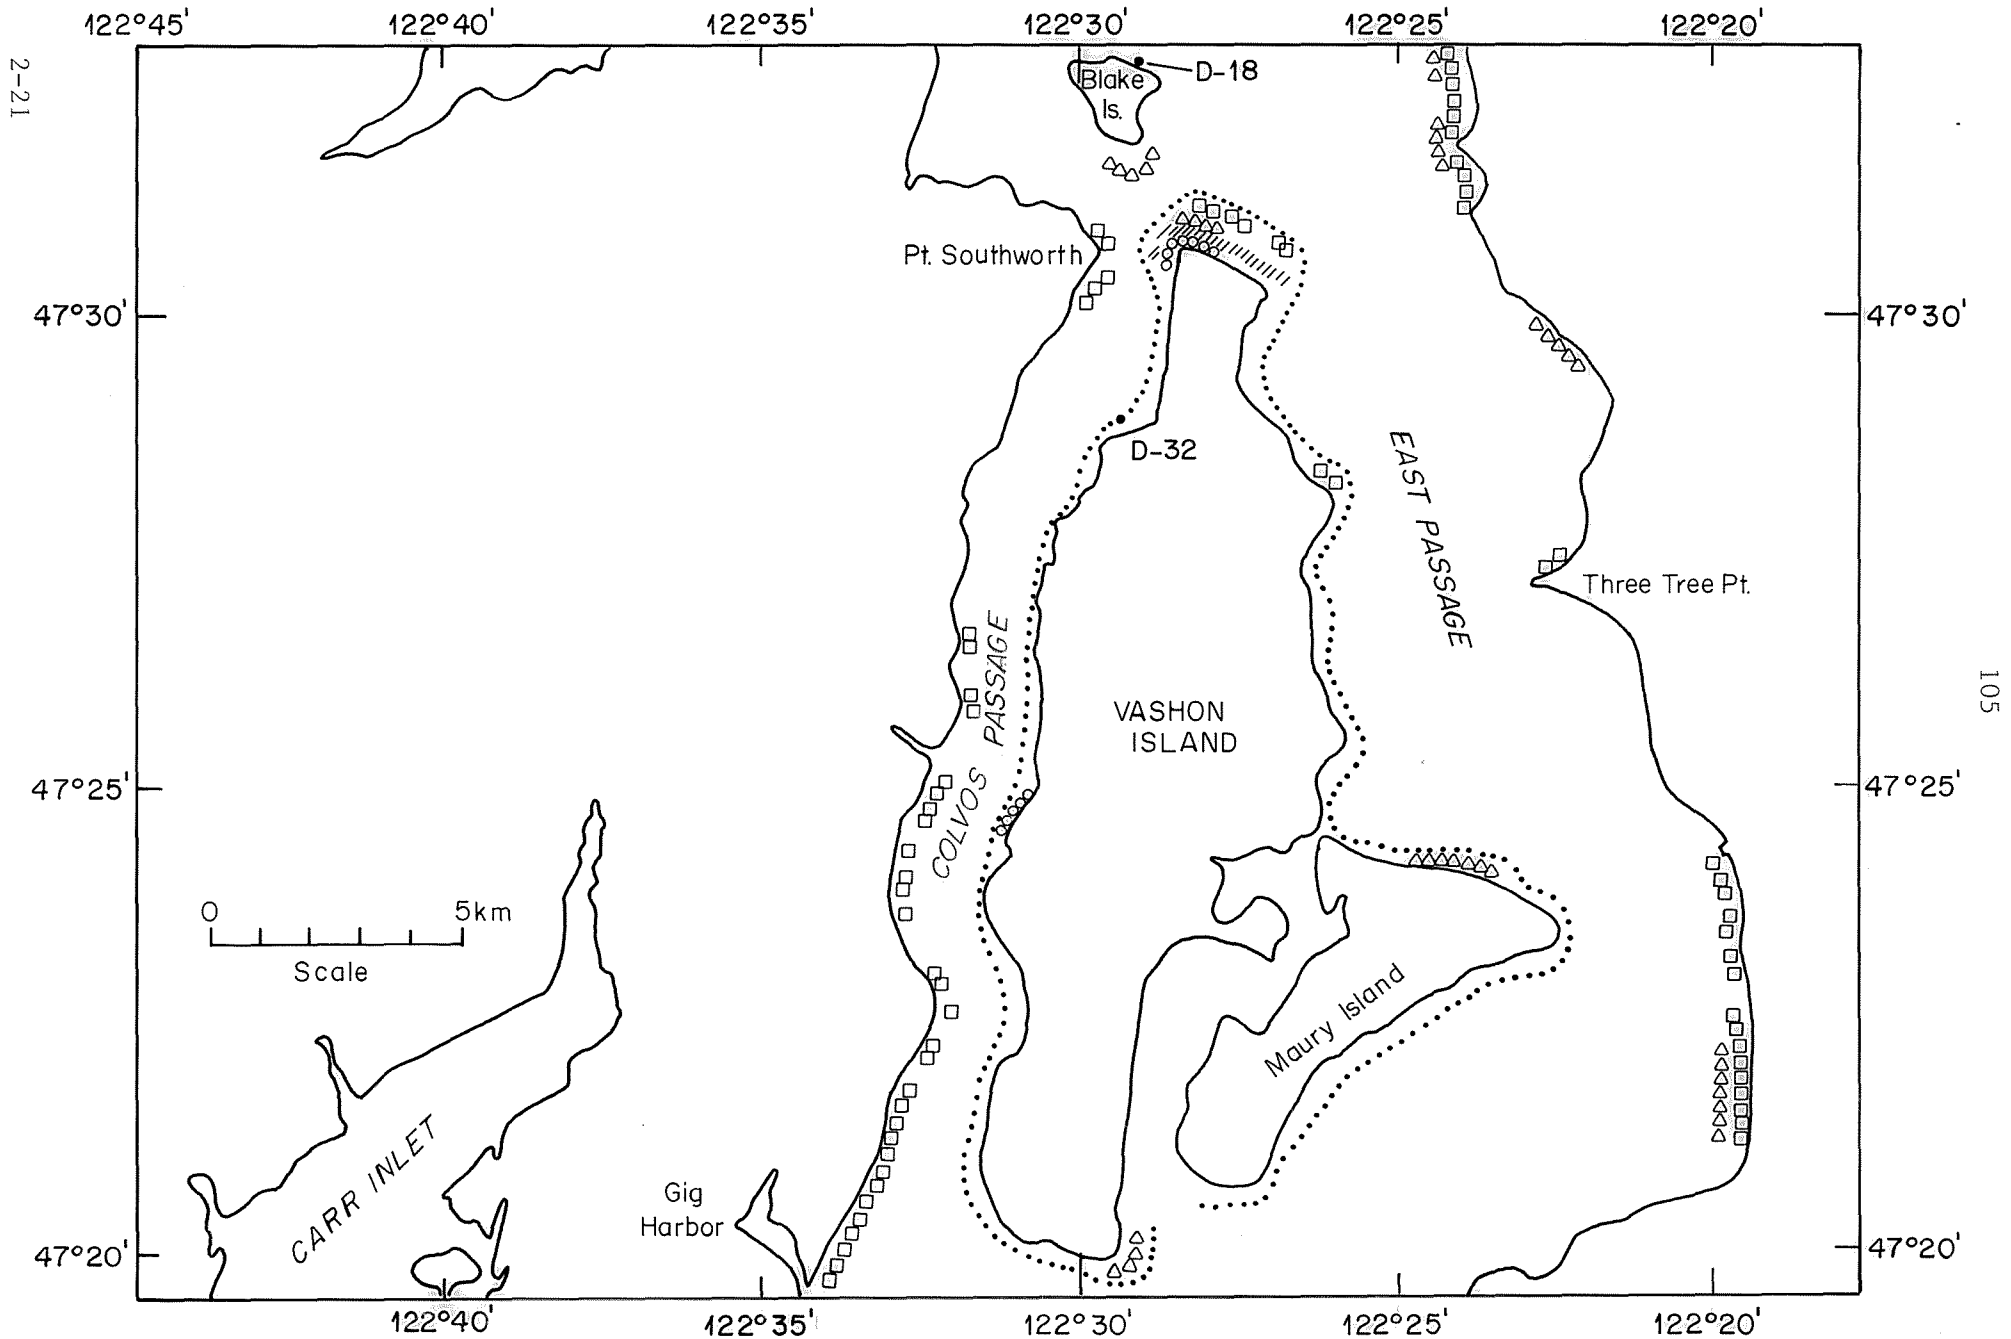 122°45' 122°40' 122°35' 122°30' 122°25' 122°20'
2-21
D-18
Blake
Is.
Pt. Southworth
47°30' 47°30'
D-32
EAST PASSAGE
Three Tree Pt.
COLVOS PASSAGE
VASHON
ISLAND
105
47°25' 47°25'
0 5km
Scale
Maury Island
CARR INLET
Gig
Harbor
47°20' 47°20'
122°40' 122°35' 122°30' 122°25' 122°20'